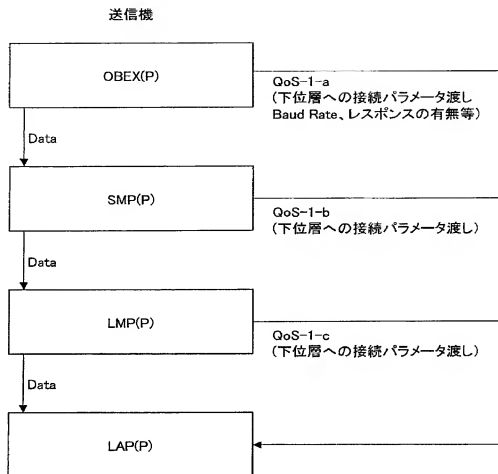 送信機
OBEX(P)
QoS-1-a
(下位層への接続パラメータ渡し
Baud Rate、レスポンスの有無等)
Data
SMP(P)
QoS-1-b
(下位層への接続パラメータ渡し)
Data
LMP(P)
QoS-1-c
(下位層への接続パラメータ渡し)
Data
LAP(P)